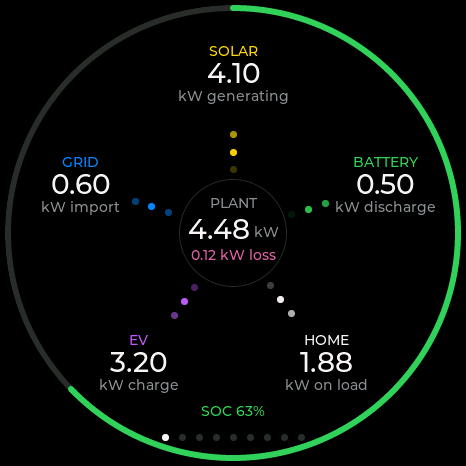 SOLAR
4.10
kW generating
GRID
0.60
kW import
BATTERY
0.50
kW discharge
PLANT
4.48 kW
0.12 kW loss
EV
3.20
kW charge
HOME
1.88
kW on load
SOC 63%